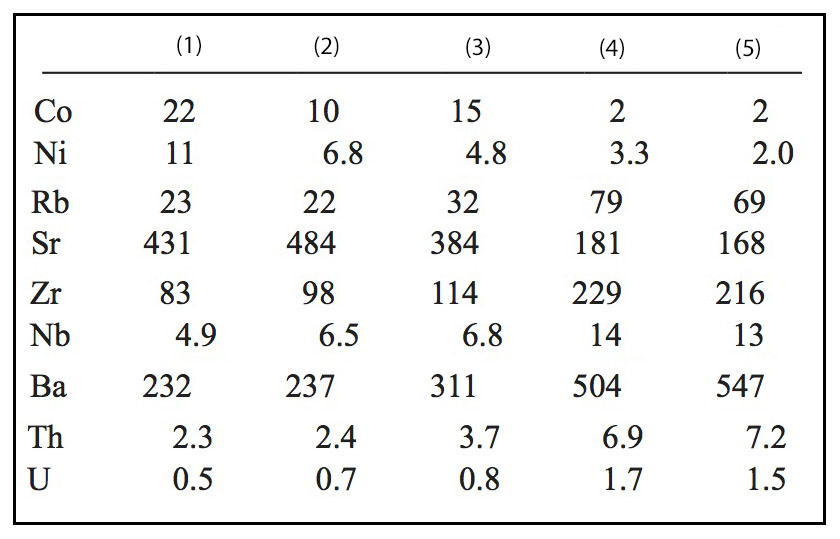 (1) (2) (3) (4) (5)
Co 22 10 15 2 2
Ni 11 6.8 4.8 3.3 2.0
Rb 23 22 32 79 69
Sr 431 484 384 181 168
Zr 83 98 114 229 216
Nb 4.9 6.5 6.8 14 13
Ba 232 237 311 504 547
Th 2.3 2.4 3.7 6.9 7.2
U 0.5 0.7 0.8 1.7 1.5